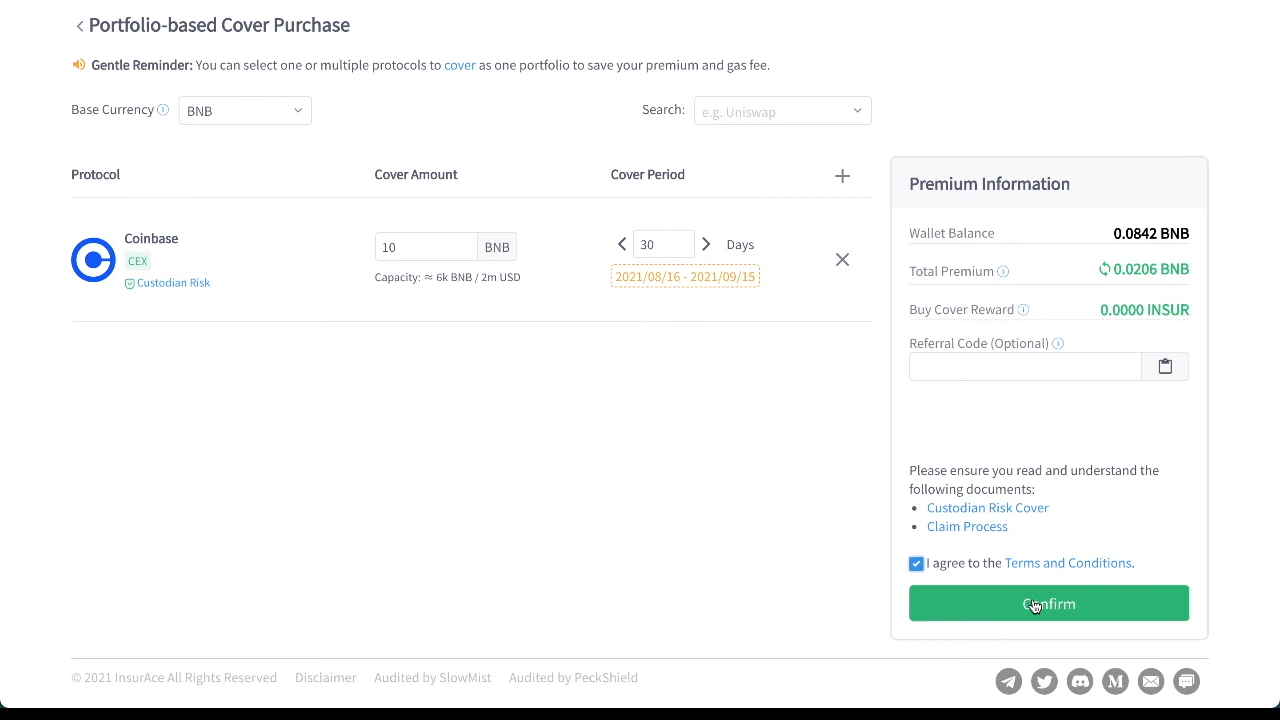 Portfolio-based Cover Purchase
Gentle Reminder: You can select one or multiple protocols to cover as one portfolio to save your premium and gas fee.
Base Currency BNB
Search: e.g. Uniswap
Protocol Cover Amount Cover Period
Coinbase
CEX
Custodian Risk
10 BNB
Capacity: ≈ 6k BNB / 2m USD
30 Days
2021/08/16 - 2021/09/15
Premium Information
Wallet Balance 0.0842 BNB
Total Premium 0.0206 BNB
Buy Cover Reward 0.0000 INSUR
Referral Code (Optional)
Please ensure you read and understand the
following documents:
• Custodian Risk Cover
• Claim Process
I agree to the Terms and Conditions.
Confirm
© 2021 InsurAce All Rights Reserved Disclaimer Audited by SlowMist Audited by PeckShield